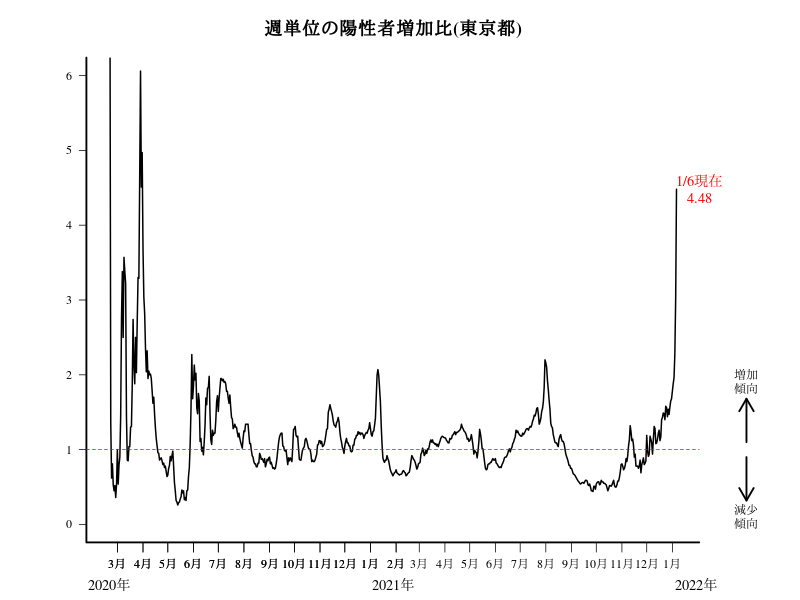 週単位の陽性者増加比(東京都)
6
5
4
3
2
1
0
1/6現在
4.48
増加
傾向
減少
傾向
3月 4月 5月 6月 7月 8月 9月 10月 11月 12月 1月 2月 3月 4月 5月 6月 7月 8月 9月 10月 11月 12月 1月
2020年 2021年 2022年